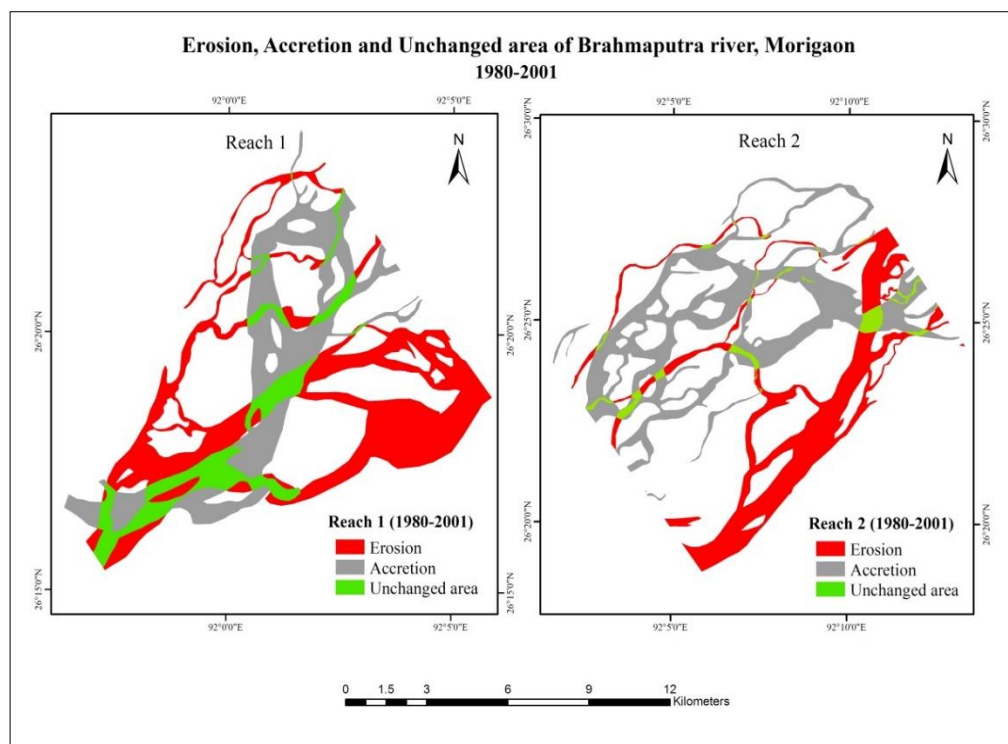 Erosion, Accretion and Unchanged area of Brahmaputra river, Morigaon
1980-2001
92°0'0"E
92°5'0"E
Reach 1
N
26°20'0"N
26°20'0"N
26°15'0"N
26°15'0"N
Reach 1 (1980-2001)
Erosion
Accretion
Unchanged area
92°0'0"E
92°5'0"E
92°5'0"E
92°10'0"E
26°30'0"N
26°30'0"N
Reach 2
N
26°25'0"N
26°25'0"N
26°20'0"N
26°20'0"N
Reach 2 (1980-2001)
Erosion
Accretion
Unchanged area
92°5'0"E
92°10'0"E
0 1.5 3 6 9 12
Kilometers